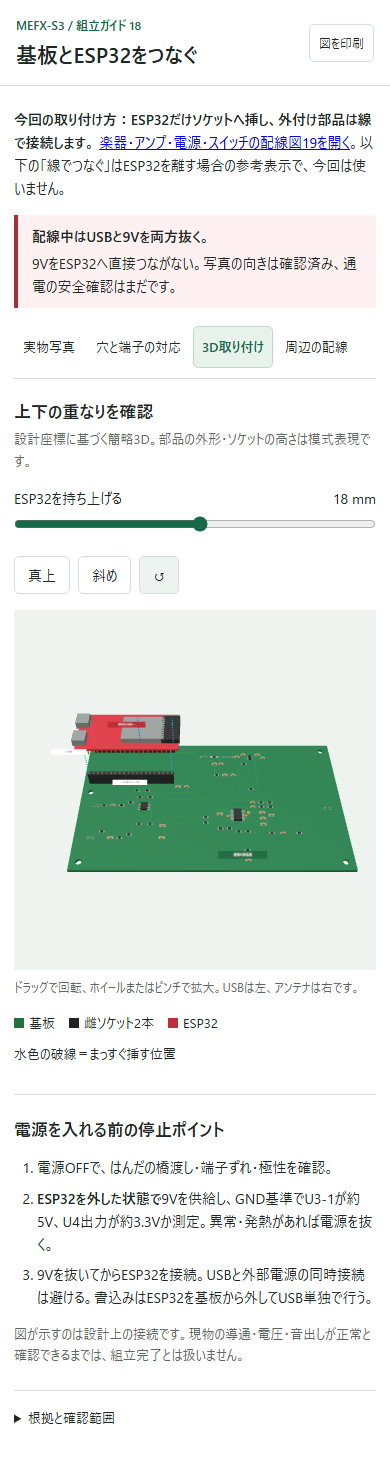 MEFX-S3 / 組立ガイド 18
基板とESP32をつなぐ
図を印刷
今回の取り付け方：ESP32だけソケットへ挿し、外付け部品は線
で接続します。 楽器・アンプ・電源・スイッチの配線図19を開く。以
下の「線でつなぐ」はESP32を離す場合の参考表示で、今回は使
いません。
配線中はUSBと9Vを両方抜く。
9VをESP32へ直接つながない。写真の向きは確認済み、通
電の安全確認はまだです。
実物写真
穴と端子の対応
3D取り付け
周辺の配線
上下の重なりを確認
設計座標に基づく簡略3D。部品の外形・ソケットの高さは模式表現で
す。
ESP32を持ち上げる
18 mm
真上
斜め
↺
ドラッグで回転、ホイールまたはピンチで拡大。USBは左、アンテナは右です。
基板
雌ソケット2本
ESP32
水色の破線＝まっすぐ挿す位置
電源を入れる前の停止ポイント
1. 電源OFFで、はんだの橋渡し・端子ずれ・極性を確認。
2. ESP32を外した状態で9Vを供給し、GND基準でU3-1が約
5V、U4出力が約3.3Vか測定。異常・発熱があれば電源を抜
く。
3. 9Vを抜いてからESP32を接続。USBと外部電源の同時接続
は避ける。書込みはESP32を基板から外してUSB単独で行う。
図が示すのは設計上の接続です。現物の導通・電圧・音出しが正常と
確認できるまでは、組立完了とは扱いません。
▶ 根拠と確認範囲